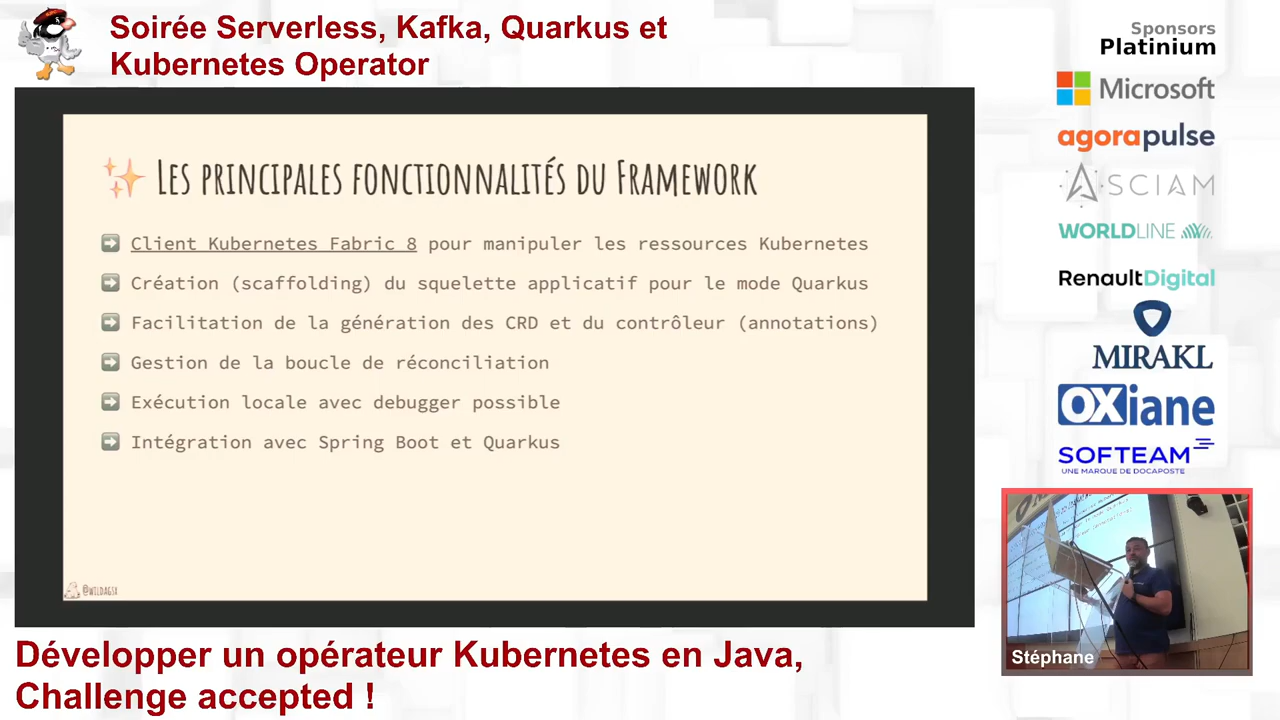 Soirée Serverless, Kafka, Quarkus et
Kubernetes Operator
Sponsors
Platinium
Microsoft
agorapulse
ASCIAM
WORLDLINE
RenaultDigital
MIRAKL
OXiane
SOFTEAM
UNE MARQUE DE DOCAPOSTE
Les principales fonctionnalités du Framework
Client Kubernetes Fabric 8 pour manipuler les ressources Kubernetes
Création (scaffolding) du squelette applicatif pour le mode Quarkus
Facilitation de la génération des CRD et du contrôleur (annotations)
Gestion de la boucle de réconciliation
Exécution locale avec debugger possible
Intégration avec Spring Boot et Quarkus
@wildagsx
Stéphane
Développer un opérateur Kubernetes en Java,
Challenge accepted !